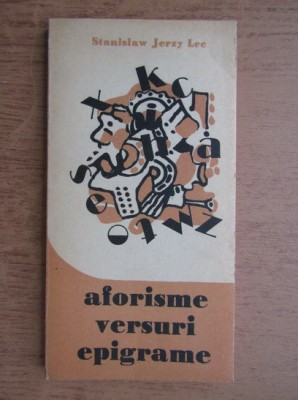 Stanislaw Jerzy Lec
aforisme
versuri
epigrame